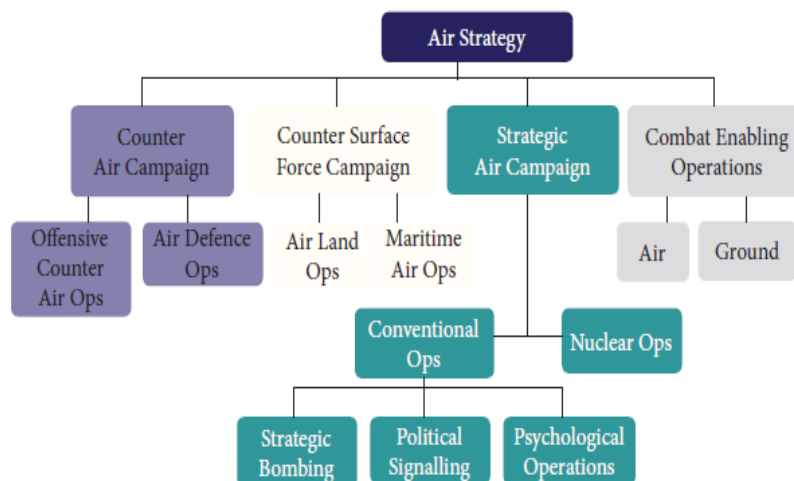 Air Strategy
Counter
Air Campaign
Counter Surface
Force Campaign
Strategic
Air Campaign
Combat Enabling
Operations
Offensive
Counter
Air Ops
Air Defence
Ops
Air Land
Ops
Maritime
Air Ops
Air
Ground
Conventional
Ops
Nuclear Ops
Strategic
Bombing
Political
Signalling
Psychological
Operations